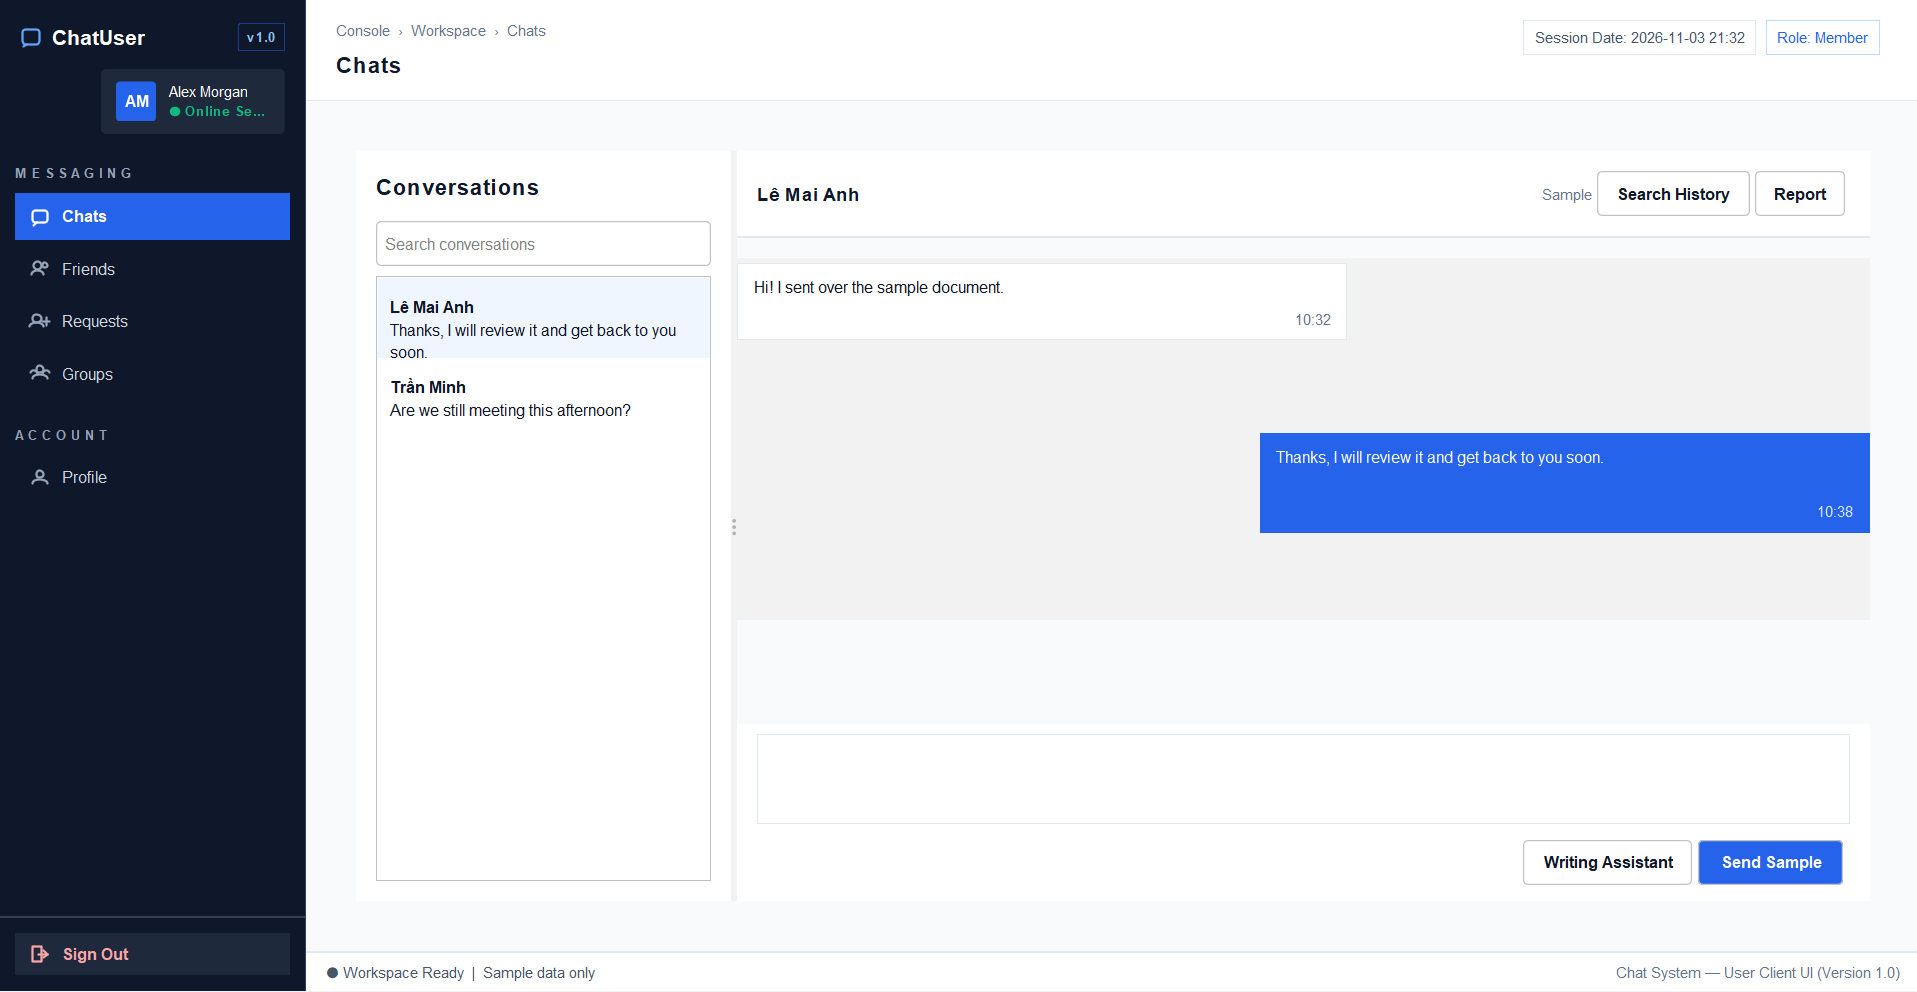 ChatUser
v1.0
AM
Alex Morgan
Online Se...
MESSAGING
Chats
Friends
Requests
Groups
ACCOUNT
Profile
Sign Out
Console › Workspace › Chats
Chats
Session Date: 2026-11-03 21:32
Role: Member
Conversations
Search conversations
Lê Mai Anh
Thanks, I will review it and get back to you
soon.
Trần Minh
Are we still meeting this afternoon?
Lê Mai Anh
Sample
Search History
Report
Hi! I sent over the sample document.
10:32
Thanks, I will review it and get back to you soon.
10:38
Writing Assistant
Send Sample
Workspace Ready | Sample data only
Chat System — User Client UI (Version 1.0)